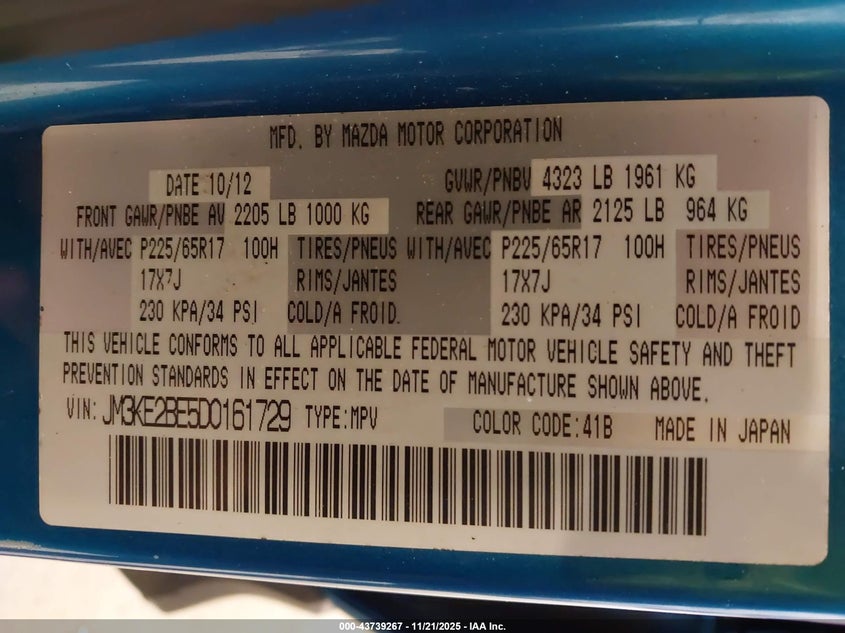 MFD. BY MAZDA MOTOR CORPORATION
DATE 10/12 GVWR/PNBV 4323 LB 1961 KG
FRONT GAWR/PNBE AV 2205 LB 1000 KG REAR GAWR/PNBE AR 2125 LB 964 KG
WITH/AVEC P225/65R17 100H TIRES/PNEUS WITH/AVEC P225/65R17 100H TIRES/PNEUS
17X7J RIMS/JANTES 17X7J RIMS/JANTES
230 KPA/34 PSI COLD/A FROID. 230 KPA/34 PSI COLD/A FROID
THIS VEHICLE CONFORMS TO ALL APPLICABLE FEDERAL MOTOR VEHICLE SAFETY AND THEFT
PREVENTION STANDARDS IN EFFECT ON THE DATE OF MANUFACTURE SHOWN ABOVE.
VIN: JM3KE2BE5D0161729 TYPE:MPV COLOR CODE:41B MADE IN JAPAN
000-43739267 - 11/21/2025 - IAA Inc.